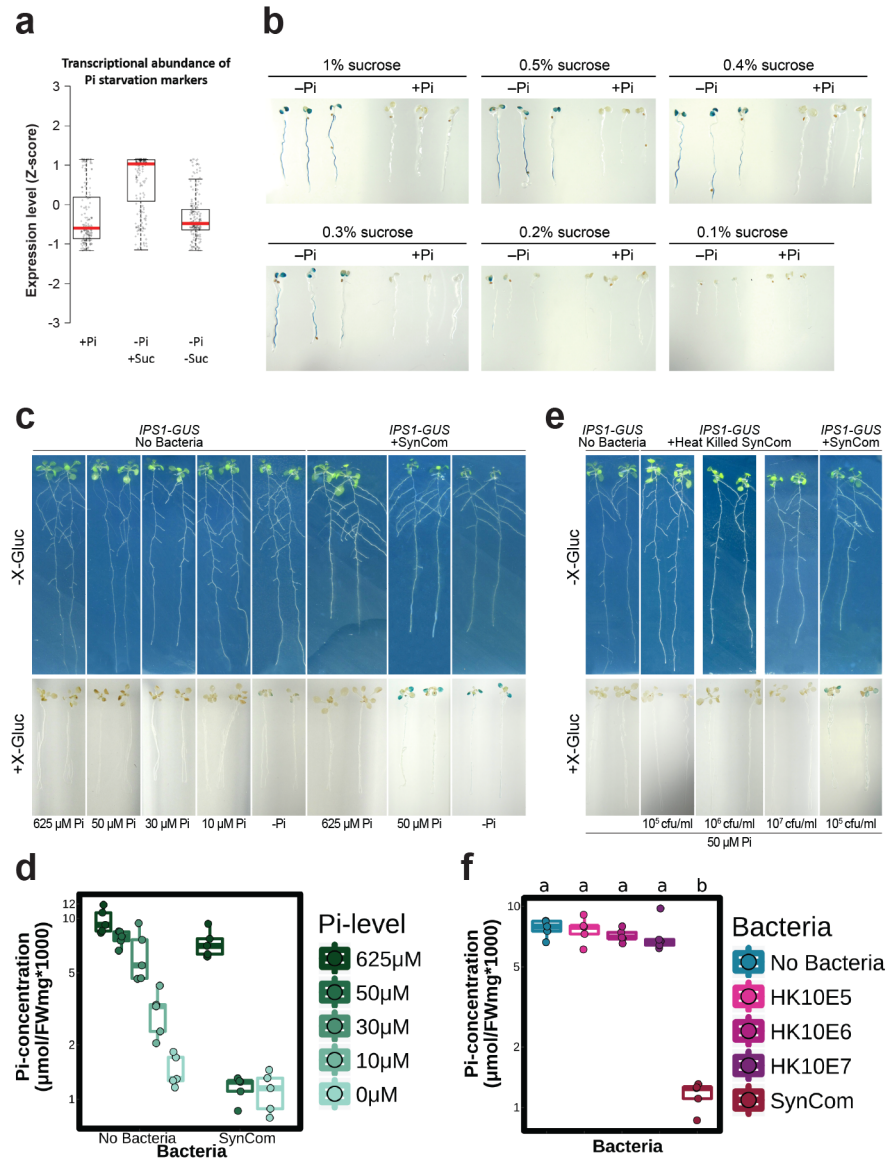 a
Transcriptional abundance of
Pi starvation markers
Expression level (Z-score)
3
2
1
0
-1
-2
-3
+Pi
-Pi
+Suc
-Pi
-Suc
b
1% sucrose
–Pi
+Pi
0.5% sucrose
–Pi
+Pi
0.4% sucrose
–Pi
+Pi
0.3% sucrose
–Pi
+Pi
0.2% sucrose
–Pi
+Pi
0.1% sucrose
–Pi
+Pi
c
IPS1-GUS
No Bacteria
IPS1-GUS
+SynCom
-X-Gluc
+X-Gluc
625 µM Pi
50 µM Pi
30 µM Pi
10 µM Pi
-Pi
625 µM Pi
50 µM Pi
-Pi
e
IPS1-GUS
No Bacteria
IPS1-GUS
+Heat Killed SynCom
IPS1-GUS
+SynCom
-X-Gluc
+X-Gluc
10⁵ cfu/ml
10⁶ cfu/ml
10⁷ cfu/ml
10⁵ cfu/ml
50 µM Pi
d
Pi-concentration
(µmol/FWmg*1000)
12
10
5
2
1
No Bacteria
SynCom
Bacteria
Pi-level
625µM
50µM
30µM
10µM
0µM
f
a a a a b
Pi-concentration
(µmol/FWmg*1000)
10
5
2
1
Bacteria
Bacteria
No Bacteria
HK10E5
HK10E6
HK10E7
SynCom